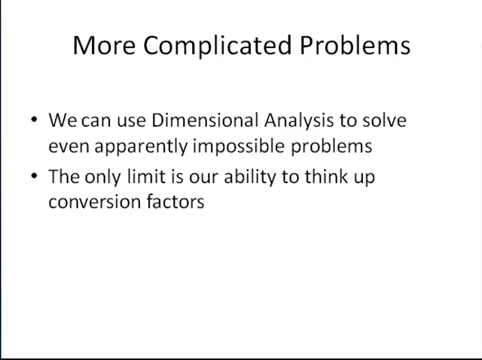 More Complicated Problems
• We can use Dimensional Analysis to solve
even apparently impossible problems
• The only limit is our ability to think up
conversion factors